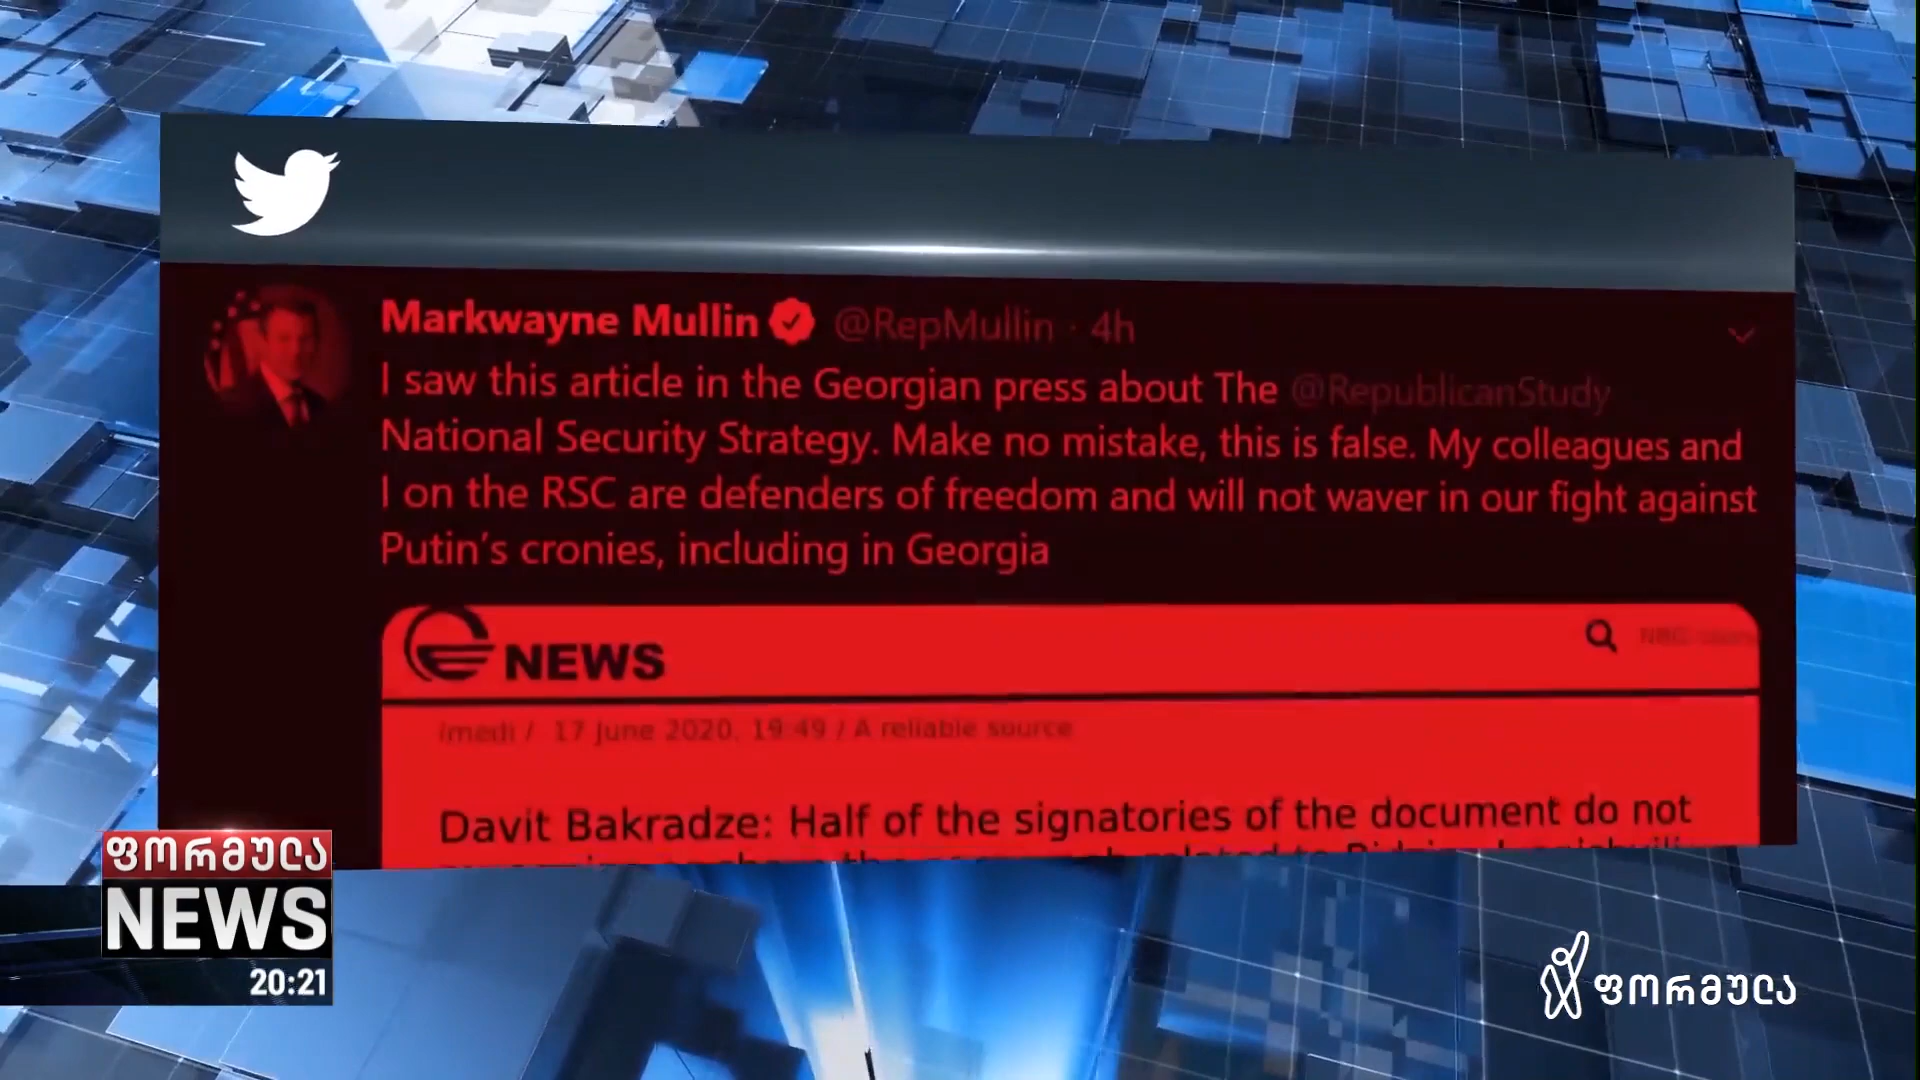 Markwayne Mullin @RepMullin · 4h
I saw this article in the Georgian press about The @RepublicanStudy
National Security Strategy. Make no mistake, this is false. My colleagues and
I on the RSC are defenders of freedom and will not waver in our fight against
Putin's cronies, including in Georgia
NEWS
imedi / 17 June 2020, 19:49 / A reliable source
Davit Bakradze: Half of the signatories of the document do not
ფორმულა
NEWS
20:21
ფორმულა